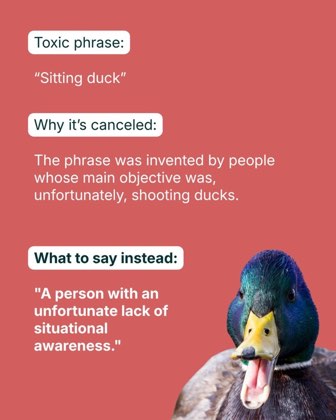 Toxic phrase:
“Sitting duck”
Why it’s canceled:
The phrase was invented by people
whose main objective was,
unfortunately, shooting ducks.
What to say instead:
"A person with an
unfortunate lack of
situational
awareness."